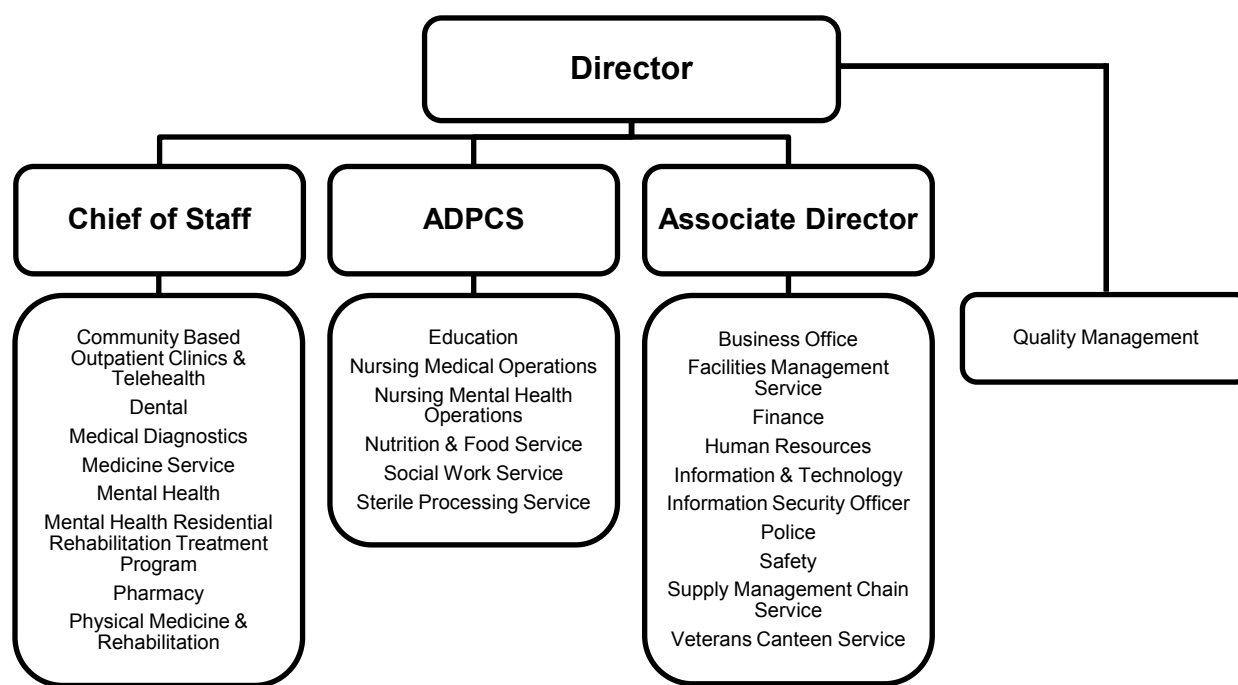 Director
Chief of Staff
ADPCS
Associate Director
Community Based
Outpatient Clinics &
Telehealth
Dental
Medical Diagnostics
Medicine Service
Mental Health
Mental Health Residential
Rehabilitation Treatment
Program
Pharmacy
Physical Medicine &
Rehabilitation
Education
Nursing Medical Operations
Nursing Mental Health
Operations
Nutrition & Food Service
Social Work Service
Sterile Processing Service
Business Office
Facilities Management
Service
Finance
Human Resources
Information & Technology
Information Security Officer
Police
Safety
Supply Management Chain
Service
Veterans Canteen Service
Quality Management